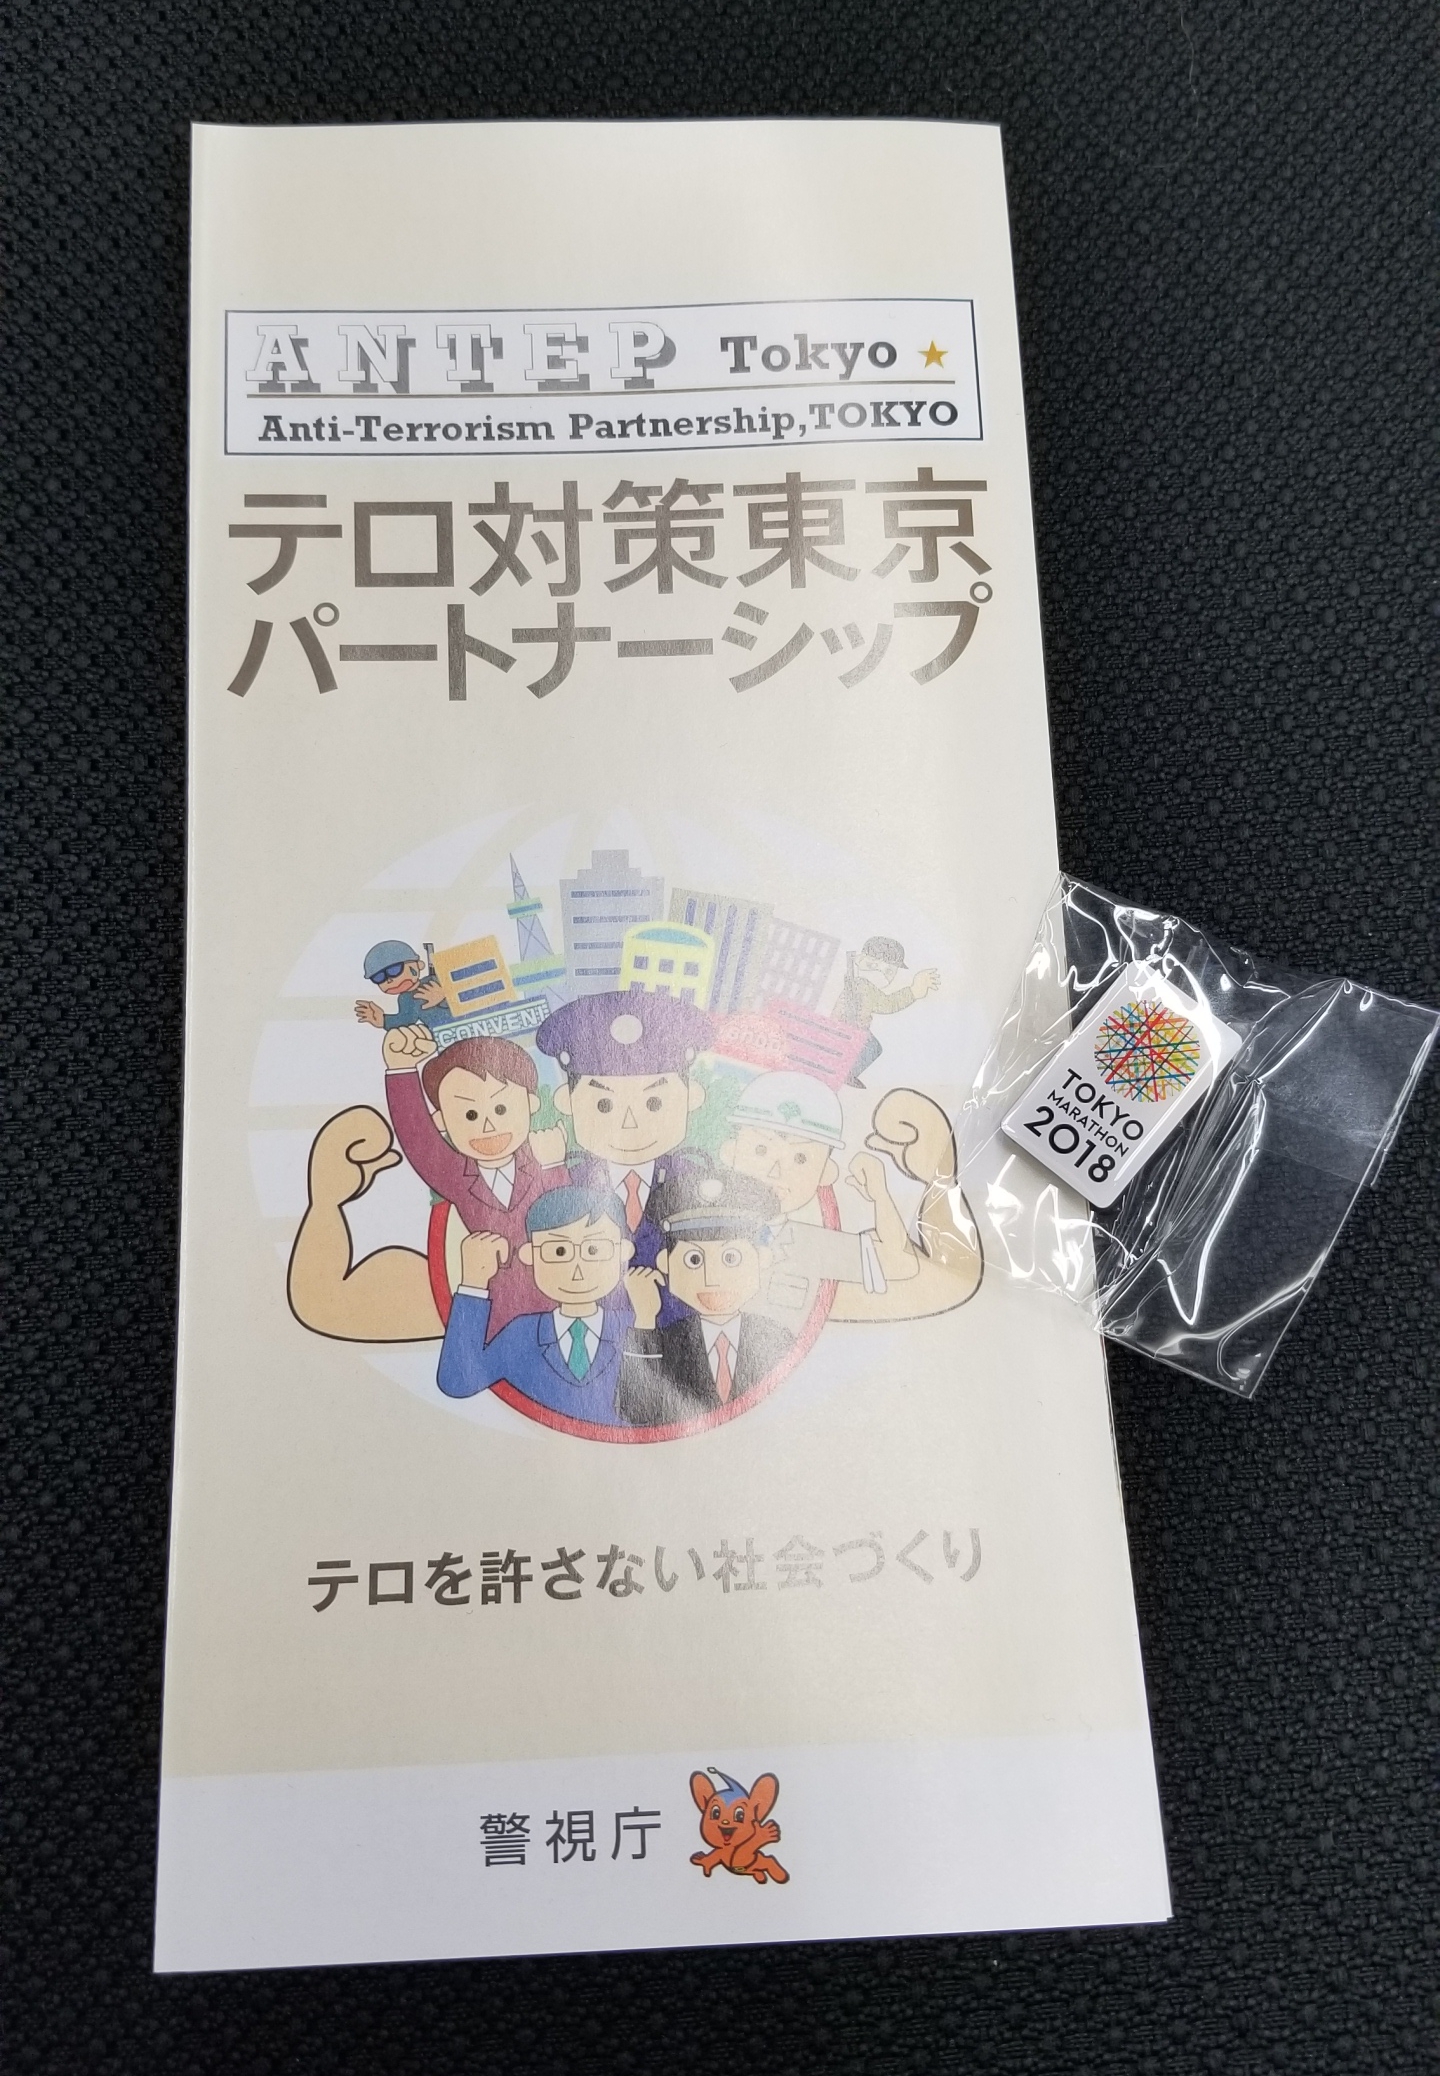 ANTEP Tokyo
Anti-Terrorism Partnership,TOKYO
テロ対策東京
パートナーシップ
CONVENT
TOKYO
MARATHON
2018
テロを許さない社会づくり
警視庁